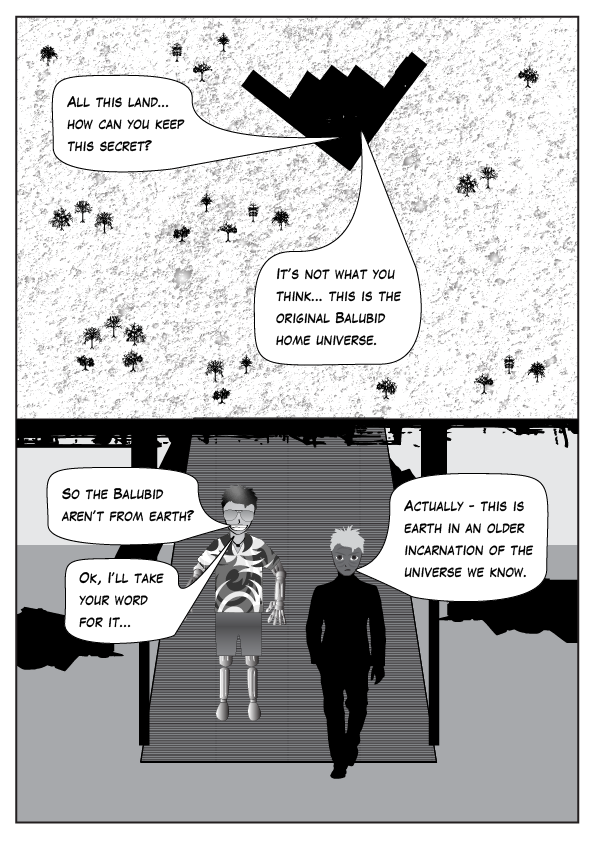 All this land...
how can you keep
this secret?
It's not what you
think... this is the
original Balubid
home universe.
So the Balubid
aren't from earth?
Actually - this is
earth in an older
incarnation of the
universe we know.
Ok, I'll take
your word
for it...